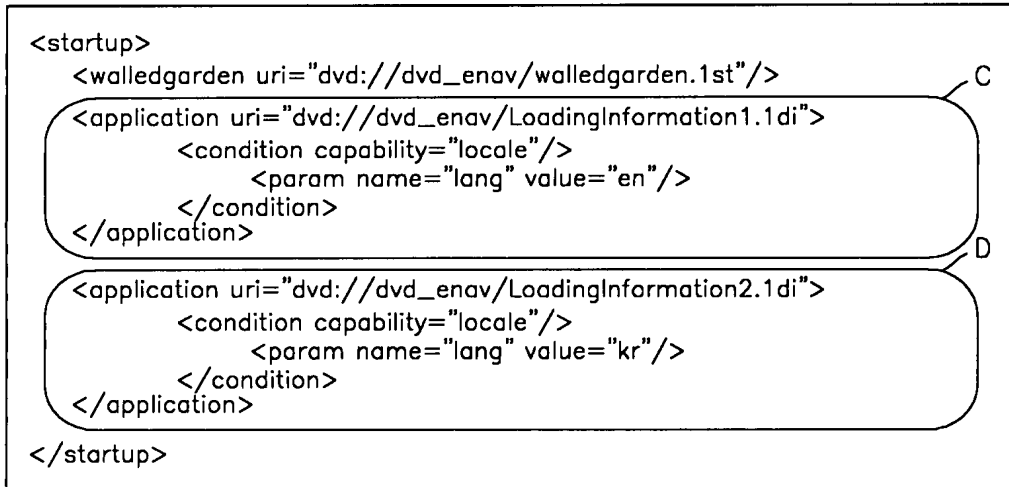 <startup>
<walledgarden uri="dvd://dvd_enav/walledgarden.1st"/>
C
<application uri="dvd://dvd_enav/LoadingInformation1.1di">
<condition capability="locale"/>
<param name="lang" value="en"/>
</condition>
</application>
D
<application uri="dvd://dvd_enav/LoadingInformation2.1di">
<condition capability="locale"/>
<param name="lang" value="kr"/>
</condition>
</application>
</startup>